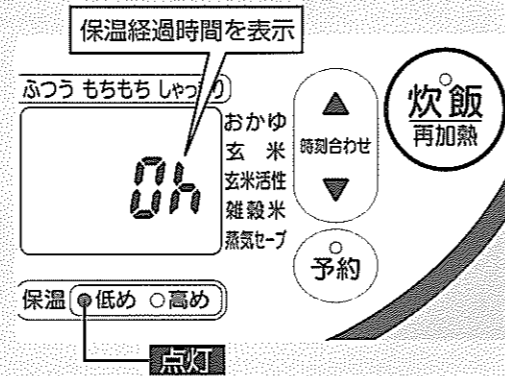 保温経過時間を表示
ふつう もちもち しゃっきり
0h
おかゆ
玄米
玄米活性
雑穀米
蒸気セーブ
▲
時刻合わせ
▼
予約
炊飯
再加熱
保温 低め 高め
点灯